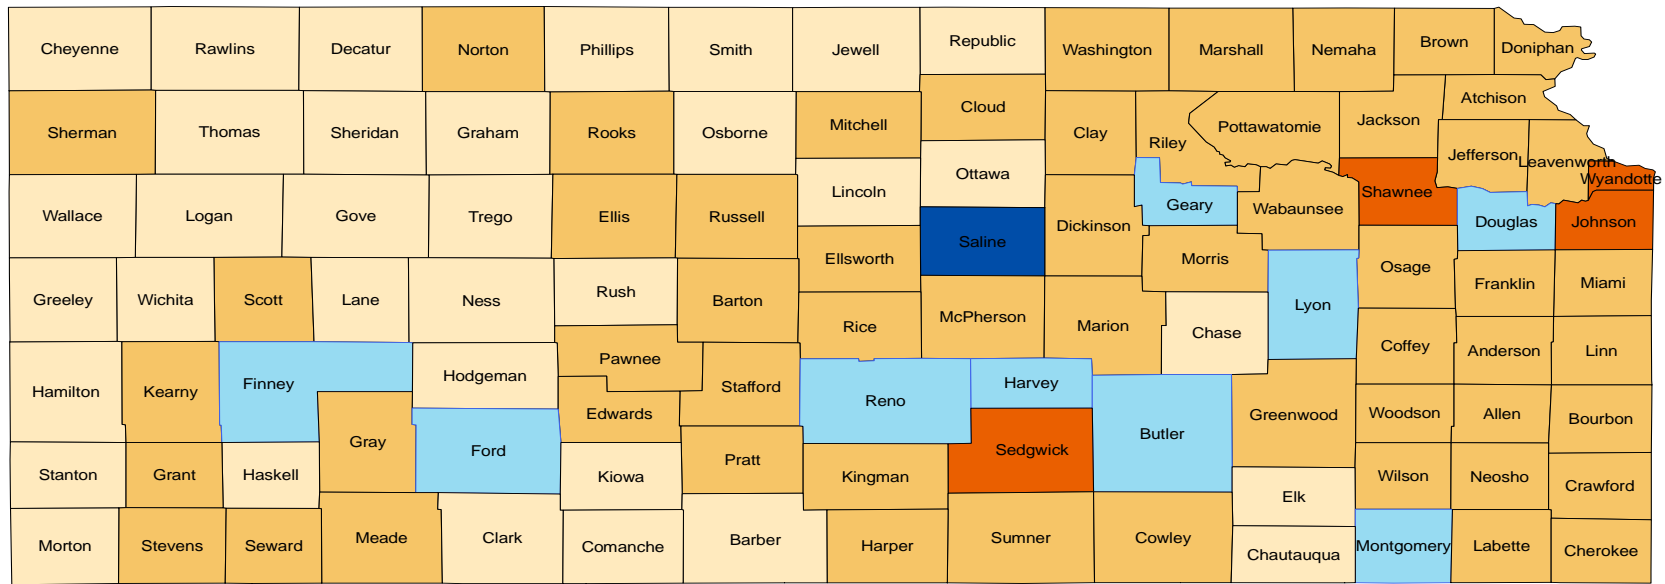 Cheyenne
Rawlins
Decatur
Norton
Phillips
Smith
Jewell
Republic
Washington
Marshall
Nemaha
Brown
Doniphan
Sherman
Thomas
Sheridan
Graham
Rooks
Osborne
Mitchell
Cloud
Clay
Riley
Pottawatomie
Jackson
Atchison
Jefferson
Leavenworth
Wyandotte
Wallace
Logan
Gove
Trego
Ellis
Russell
Lincoln
Ottawa
Saline
Dickinson
Geary
Wabaunsee
Shawnee
Douglas
Johnson
Greeley
Wichita
Scott
Lane
Ness
Rush
Barton
Ellsworth
Rice
McPherson
Marion
Morris
Chase
Lyon
Osage
Franklin
Miami
Hamilton
Kearny
Finney
Hodgeman
Pawnee
Edwards
Stafford
Reno
Harvey
Sedgwick
Butler
Greenwood
Coffey
Anderson
Linn
Woodson
Allen
Bourbon
Stanton
Grant
Haskell
Gray
Ford
Kiowa
Pratt
Kingman
Elk
Wilson
Neosho
Crawford
Morton
Stevens
Seward
Meade
Clark
Comanche
Barber
Harper
Sumner
Cowley
Chautauqua
Montgomery
Labette
Cherokee